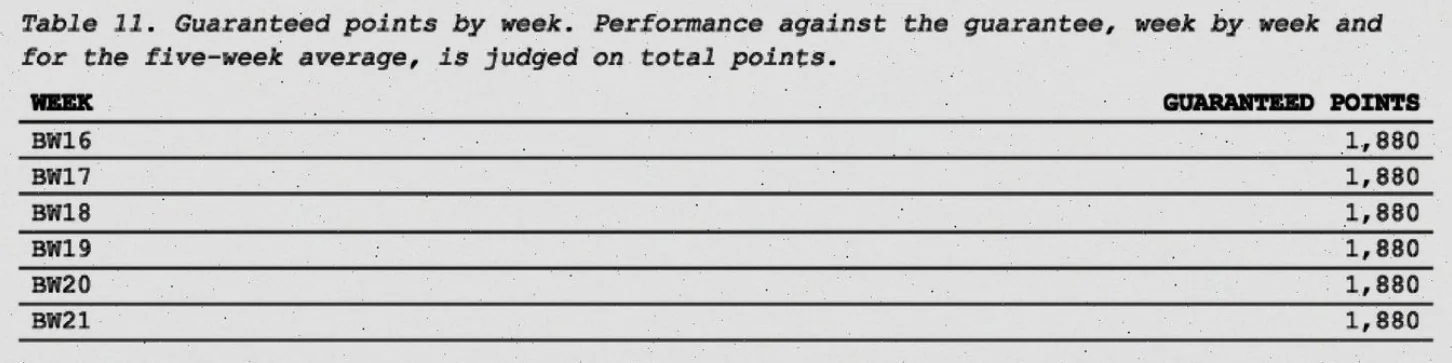 Table 11. Guaranteed points by week. Performance against the guarantee, week by week and
for the five-week average, is judged on total points.
WEEK GUARANTEED POINTS
BW16 1,880
BW17 1,880
BW18 1,880
BW19 1,880
BW20 1,880
BW21 1,880